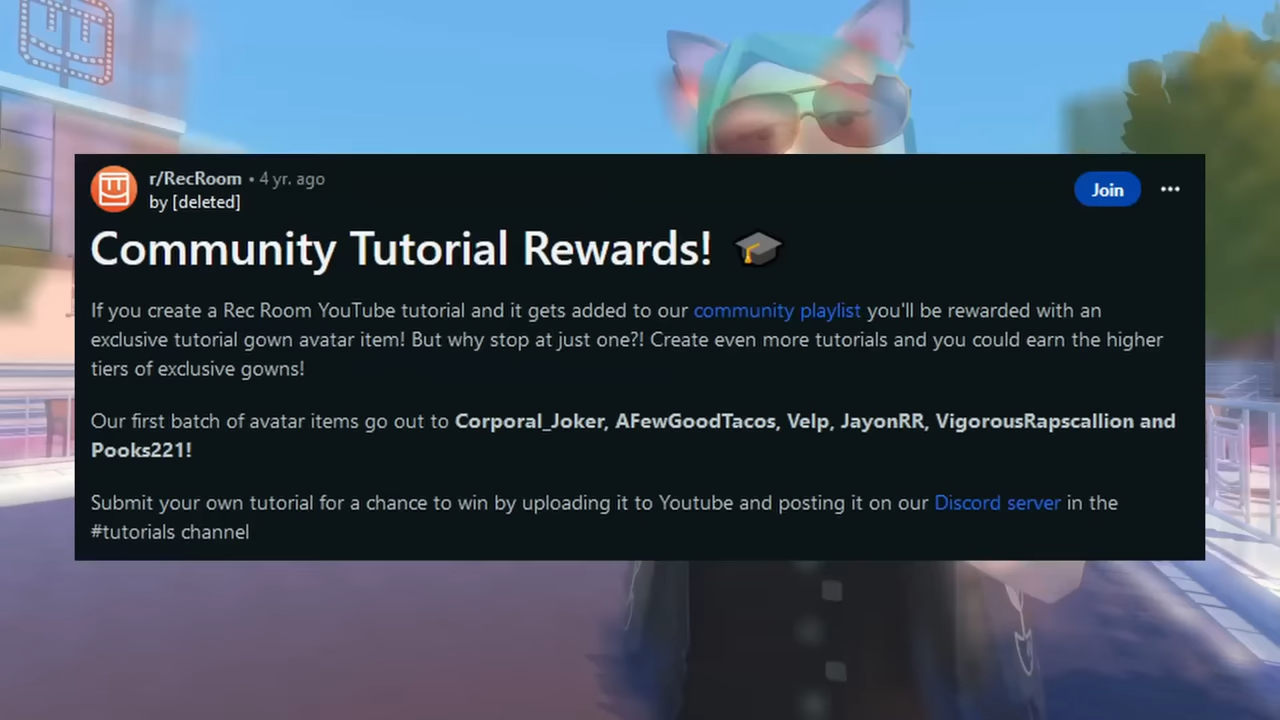 r/RecRoom • 4 yr. ago
by [deleted]
Join
Community Tutorial Rewards! 🎓
If you create a Rec Room YouTube tutorial and it gets added to our community playlist you'll be rewarded with an
exclusive tutorial gown avatar item! But why stop at just one?! Create even more tutorials and you could earn the higher
tiers of exclusive gowns!
Our first batch of avatar items go out to Corporal_Joker, AFewGoodTacos, Velp, JayonRR, VigorousRapscallion and
Pooks221!
Submit your own tutorial for a chance to win by uploading it to Youtube and posting it on our Discord server in the
#tutorials channel